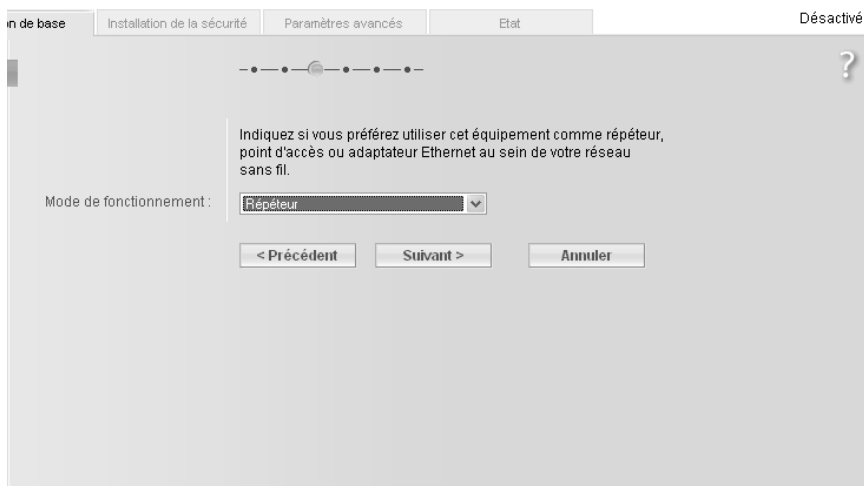 on de base
Installation de la sécurité
Paramètres avancés
Etat
Désactivé
?
Indiquez si vous préférez utiliser cet équipement comme répéteur,
point d'accès ou adaptateur Ethernet au sein de votre réseau
sans fil.
Mode de fonctionnement :
Répéteur
< Précédent
Suivant >
Annuler